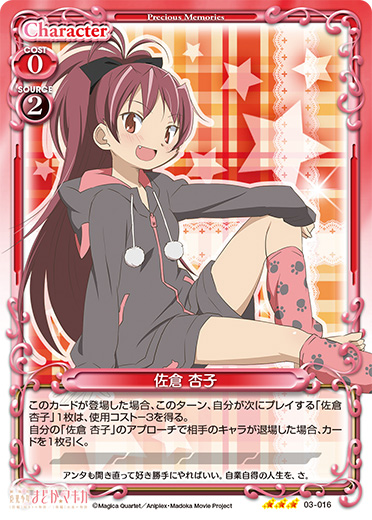 Precious Memories
Character
COST
0
SOURCE
2
佐倉 杏子
このカードが登場した場合、このターン、自分が次にプレイする「佐倉
杏子」1枚は、使用コスト－3を得る。
自分の「佐倉 杏子」のアプローチで相手のキャラが退場した場合、カー
ドを1枚引く。
アンタも開き直って好き勝手にやればいい。自業自得の人生を、さ。
まどか☆マギカ
©Magica Quartet／Aniplex・Madoka Movie Project
03-016